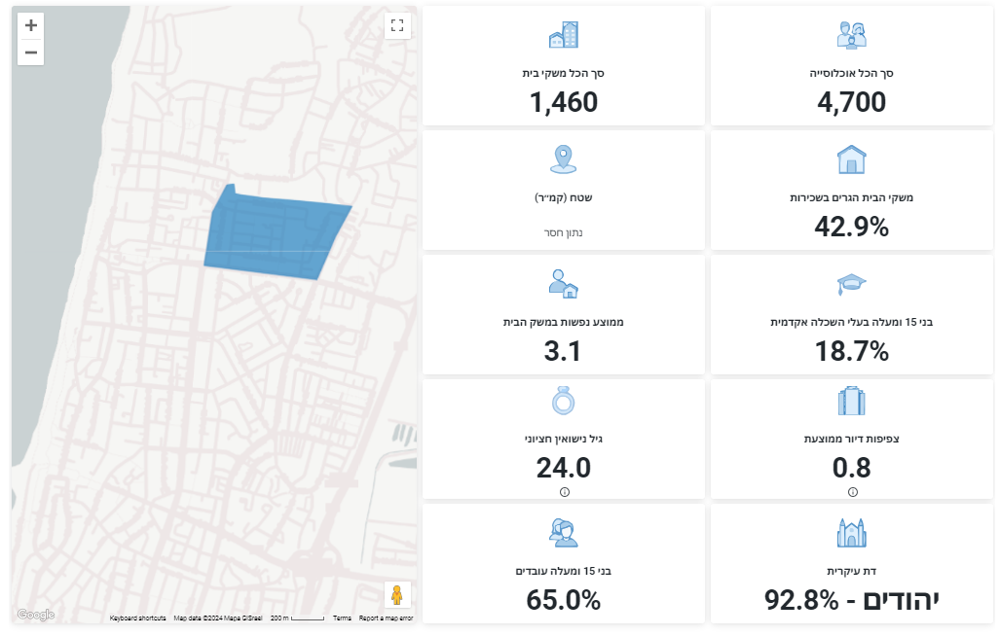 סך הכל אוכלוסייה
4,700
סך הכל משקי בית
1,460
משקי הבית הגרים בשכירות
42.9%
שטח (קמ״ר)
נתון חסר
בני 15 ומעלה בעלי השכלה אקדמית
18.7%
ממוצע נפשות במשק הבית
3.1
צפיפות דיור ממוצעת
0.8
גיל נישואין חציוני
24.0
דת עיקרית
יהודים - 92.8%
בני 15 ומעלה עובדים
65.0%
Google
Keyboard shortcuts Map data ©2024 Mapa GISrael 200 m Terms Report a map error